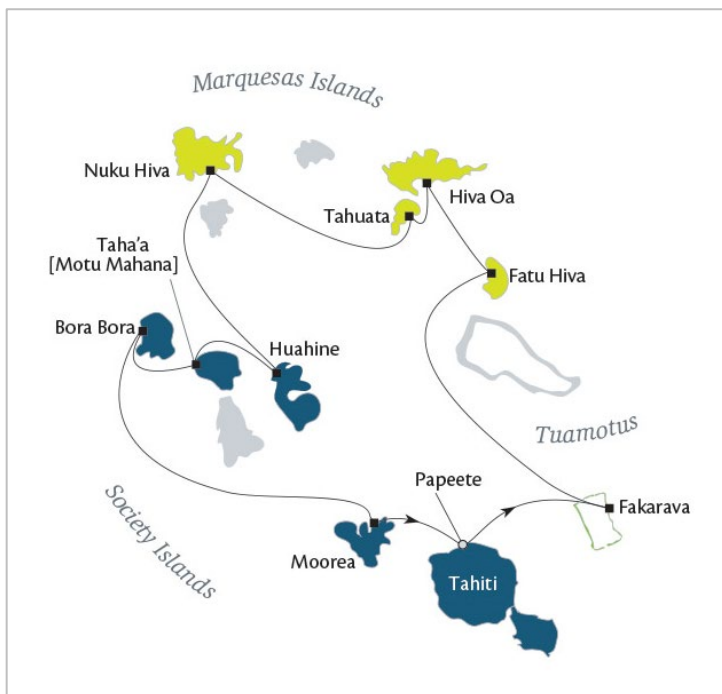 Marquesas Islands
Nuku Hiva
Hiva Oa
Tahuata
Taha'a
[Motu Mahana]
Fatu Hiva
Bora Bora
Huahine
Tuamotus
Society Islands
Papeete
Fakarava
Moorea
Tahiti